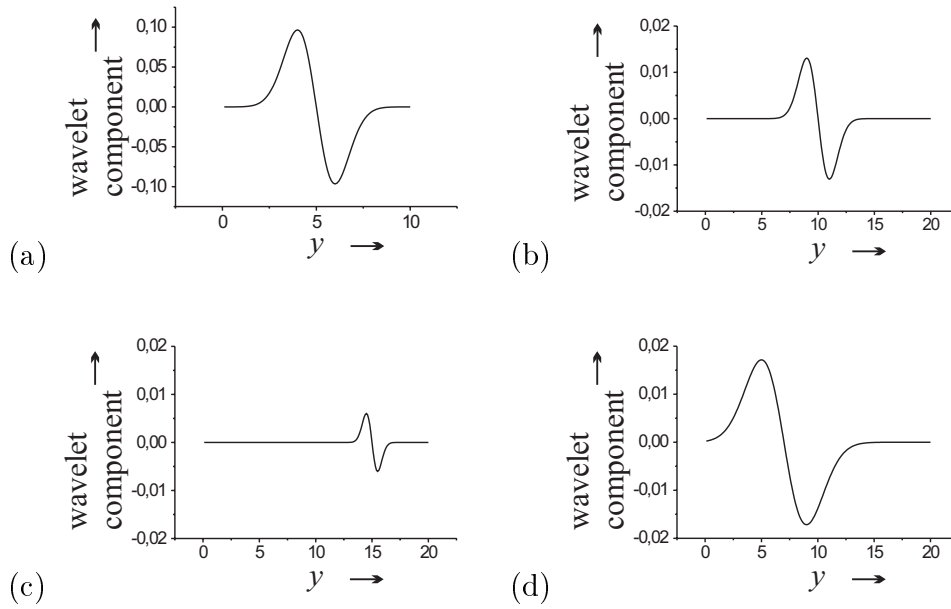 wavelet
component
0,10
0,05
0,00
-0,05
-0,10
0 5 10
y
(a)
wavelet
component
0,02
0,01
0,00
-0,01
-0,02
0 5 10 15 20
y
(b)
wavelet
component
0,02
0,01
0,00
-0,01
-0,02
0 5 10 15 20
y
(c)
wavelet
component
0,02
0,01
0,00
-0,01
-0,02
0 5 10 15 20
y
(d)